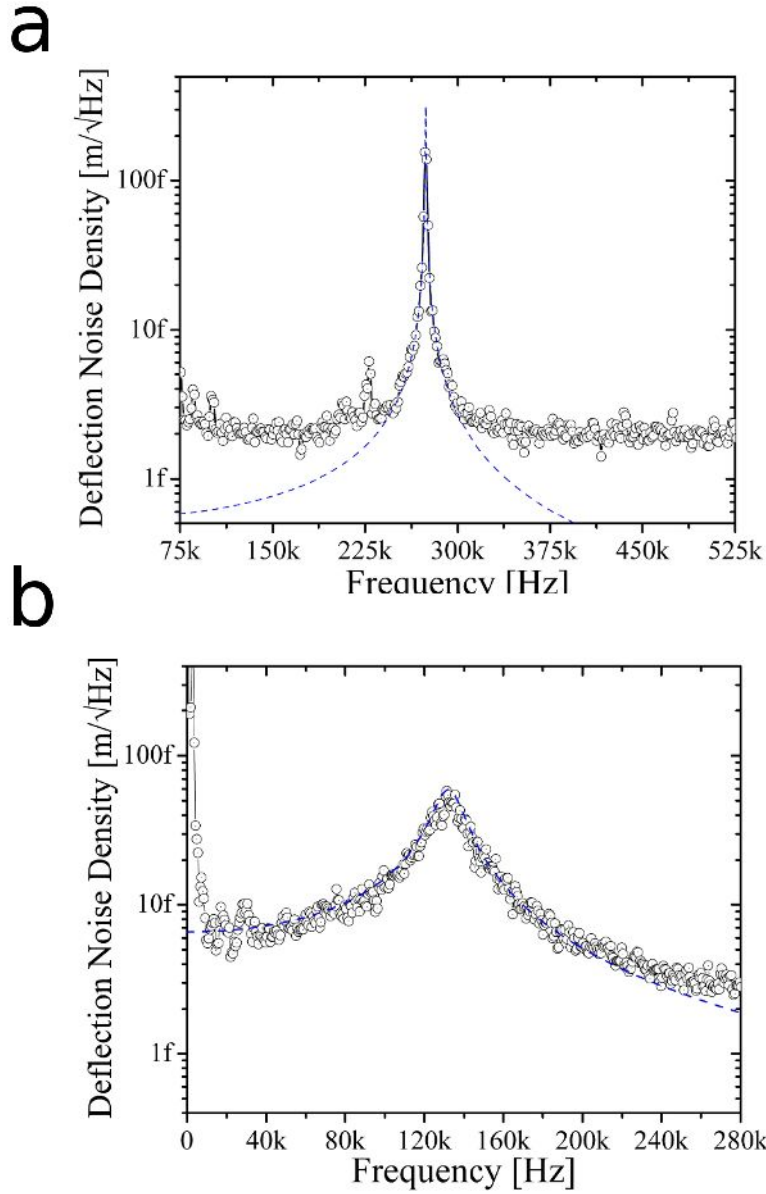 a
Deflection Noise Density [m/√Hz]
100f
10f
1f
75k 150k 225k 300k 375k 450k 525k
Frequency [Hz]
b
Deflection Noise Density [m/√Hz]
100f
10f
1f
0 40k 80k 120k 160k 200k 240k 280k
Frequency [Hz]